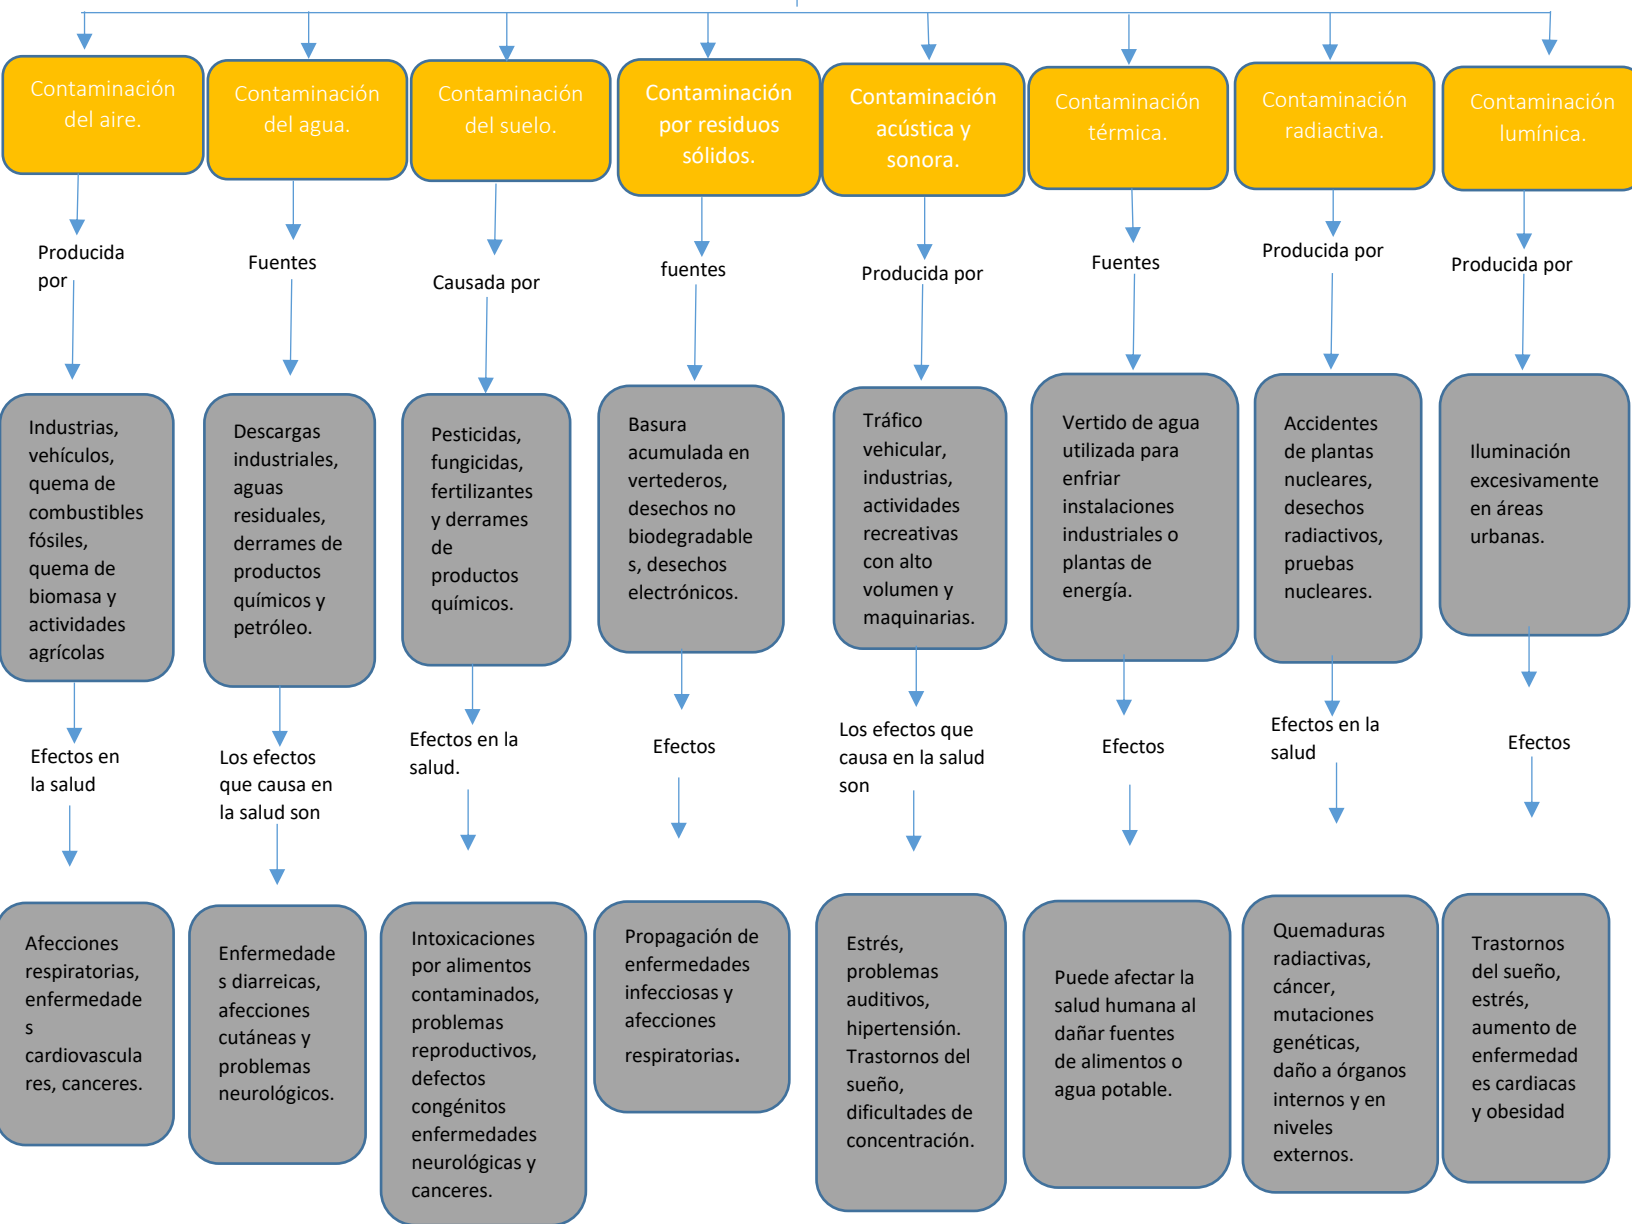 Contaminación
del aire.
Contaminación
del agua.
Contaminación
del suelo.
Contaminación
por residuos
sólidos.
Contaminación
acústica y
sonora.
Contaminación
térmica.
Contaminación
radiactiva.
Contaminación
lumínica.
Producida
por
Fuentes
Causada por
fuentes
Producida por
Fuentes
Producida por
Producida por
Industrias,
vehículos,
quema de
combustibles
fósiles,
quema de
biomasa y
actividades
agrícolas
Descargas
industriales,
aguas
residuales,
derrames de
productos
químicos y
petróleo.
Pesticidas,
fungicidas,
fertilizantes
y derrames
de
productos
químicos.
Basura
acumulada en
vertederos,
desechos no
biodegradable
s, desechos
electrónicos.
Tráfico
vehicular,
industrias,
actividades
recreativas
con alto
volumen y
maquinarias.
Vertido de agua
utilizada para
enfriar
instalaciones
industriales o
plantas de
energía.
Accidentes
de plantas
nucleares,
desechos
radiactivos,
pruebas
nucleares.
Iluminación
excesivamente
en áreas
urbanas.
Efectos en
la salud
Los efectos
que causa en
la salud son
Efectos en la
salud.
Efectos
Los efectos que
causa en la salud
son
Efectos
Efectos en la
salud
Efectos
Afecciones
respiratorias,
enfermedade
s
cardiovascula
res, canceres.
Enfermedade
s diarreicas,
afecciones
cutáneas y
problemas
neurológicos.
Intoxicaciones
por alimentos
contaminados,
problemas
reproductivos,
defectos
congénitos
enfermedades
neurológicas y
canceres.
Propagación de
enfermedades
infecciosas y
afecciones
respiratorias.
Estrés,
problemas
auditivos,
hipertensión.
Trastornos del
sueño,
dificultades de
concentración.
Puede afectar la
salud humana al
dañar fuentes
de alimentos o
agua potable.
Quemaduras
radiactivas,
cáncer,
mutaciones
genéticas,
daño a órganos
internos y en
niveles
externos.
Trastornos
del sueño,
estrés,
aumento de
enfermedad
es cardiacas
y obesidad